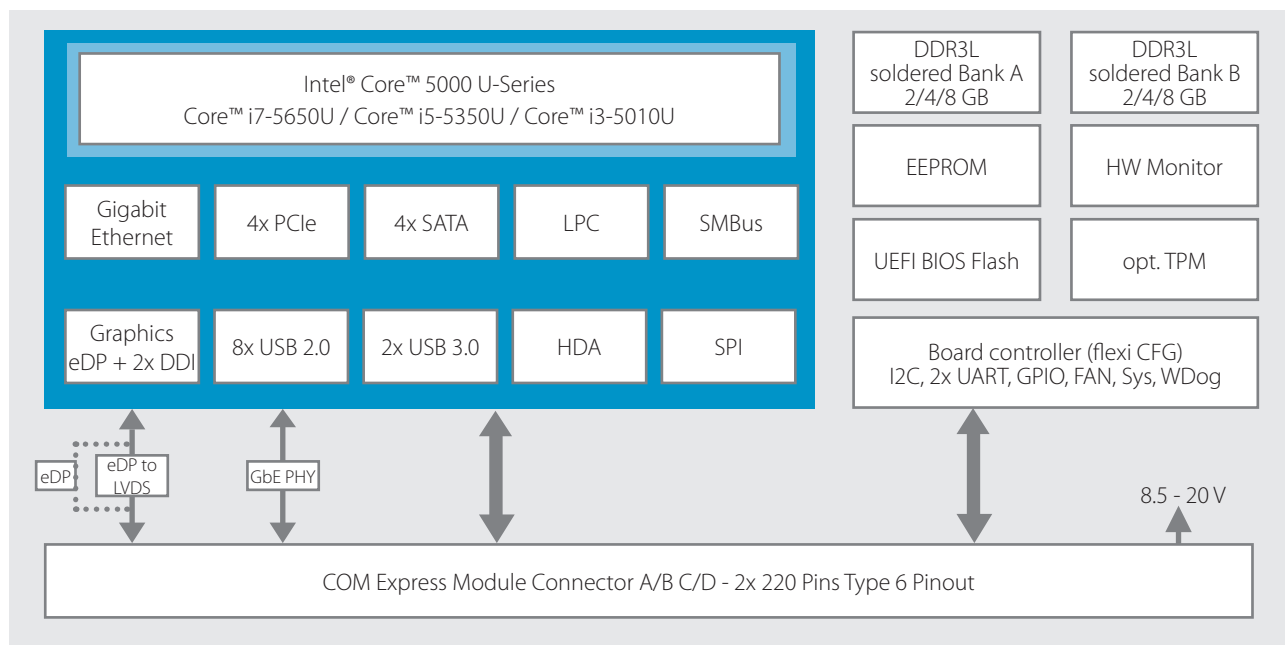 Intel® Core™ 5000 U-Series
Core™ i7-5650U / Core™ i5-5350U / Core™ i3-5010U
Gigabit
Ethernet
4x PCIe
4x SATA
LPC
SMBus
Graphics
eDP + 2x DDI
8x USB 2.0
2x USB 3.0
HDA
SPI
DDR3L
soldered Bank A
2/4/8 GB
DDR3L
soldered Bank B
2/4/8 GB
EEPROM
HW Monitor
UEFI BIOS Flash
opt. TPM
Board controller (flexi CFG)
I2C, 2x UART, GPIO, FAN, Sys, WDog
eDP
eDP to
LVDS
GbE PHY
8.5 - 20 V
COM Express Module Connector A/B C/D - 2x 220 Pins Type 6 Pinout